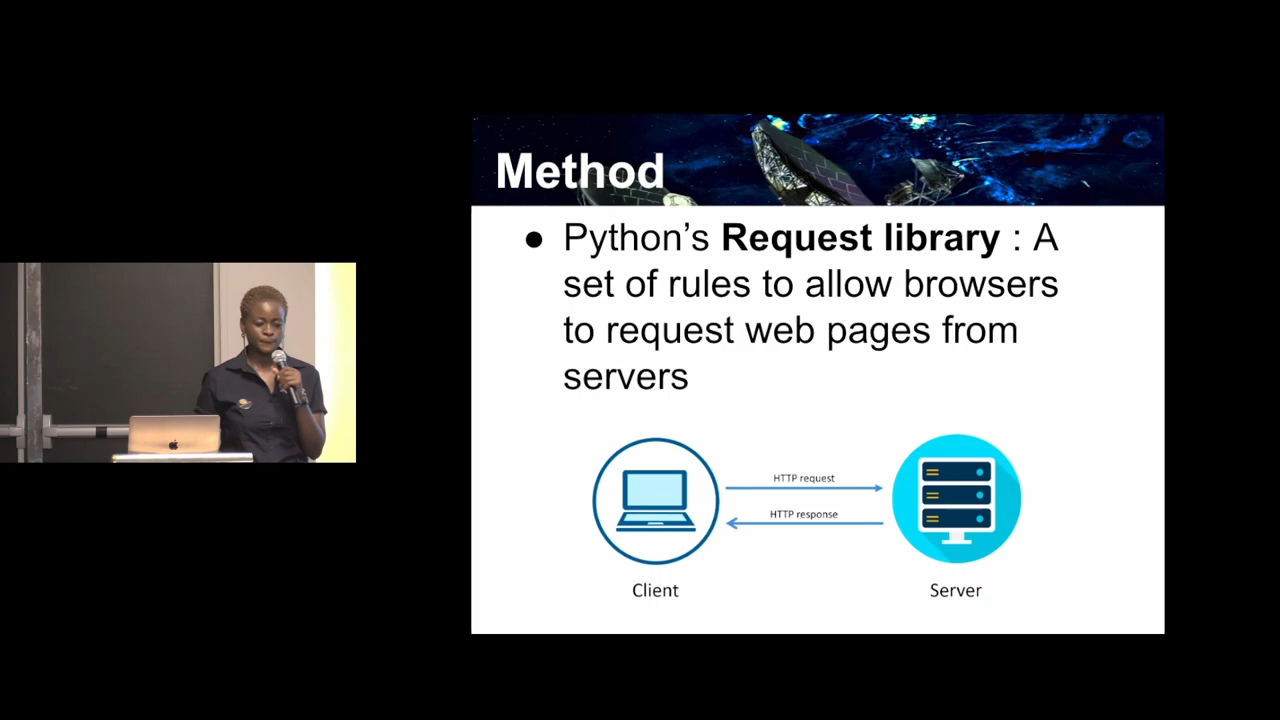 Method
● Python’s Request library : A
set of rules to allow browsers
to request web pages from
servers
HTTP request
HTTP response
Client
Server